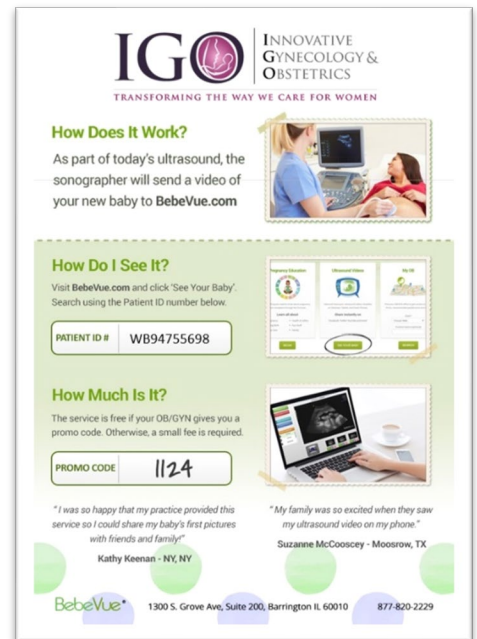 IGO
INNOVATIVE
GYNECOLOGY &
OBSTETRICS
TRANSFORMING THE WAY WE CARE FOR WOMEN
How Does It Work?
As part of today's ultrasound, the
sonographer will send a video of
your new baby to BebeVue.com
How Do I See It?
Visit BebeVue.com and click 'See Your Baby'.
Search using the Patient ID number below.
PATIENT ID # WB94755698
Ultrasound Videos
My OB
How Much Is It?
The service is free if your OB/GYN gives you a
promo code. Otherwise, a small fee is required.
PROMO CODE 1124
"I was so happy that my practice provided this
service so I could share my baby's first pictures
with friends and family!"
Kathy Keenan - NY, NY
"My family was so excited when they saw
my ultrasound video on my phone."
Suzanne McCooscey - Moosrow, TX
BebeVue® 1300 S. Grove Ave, Suite 200, Barrington IL 60010 877-820-2229